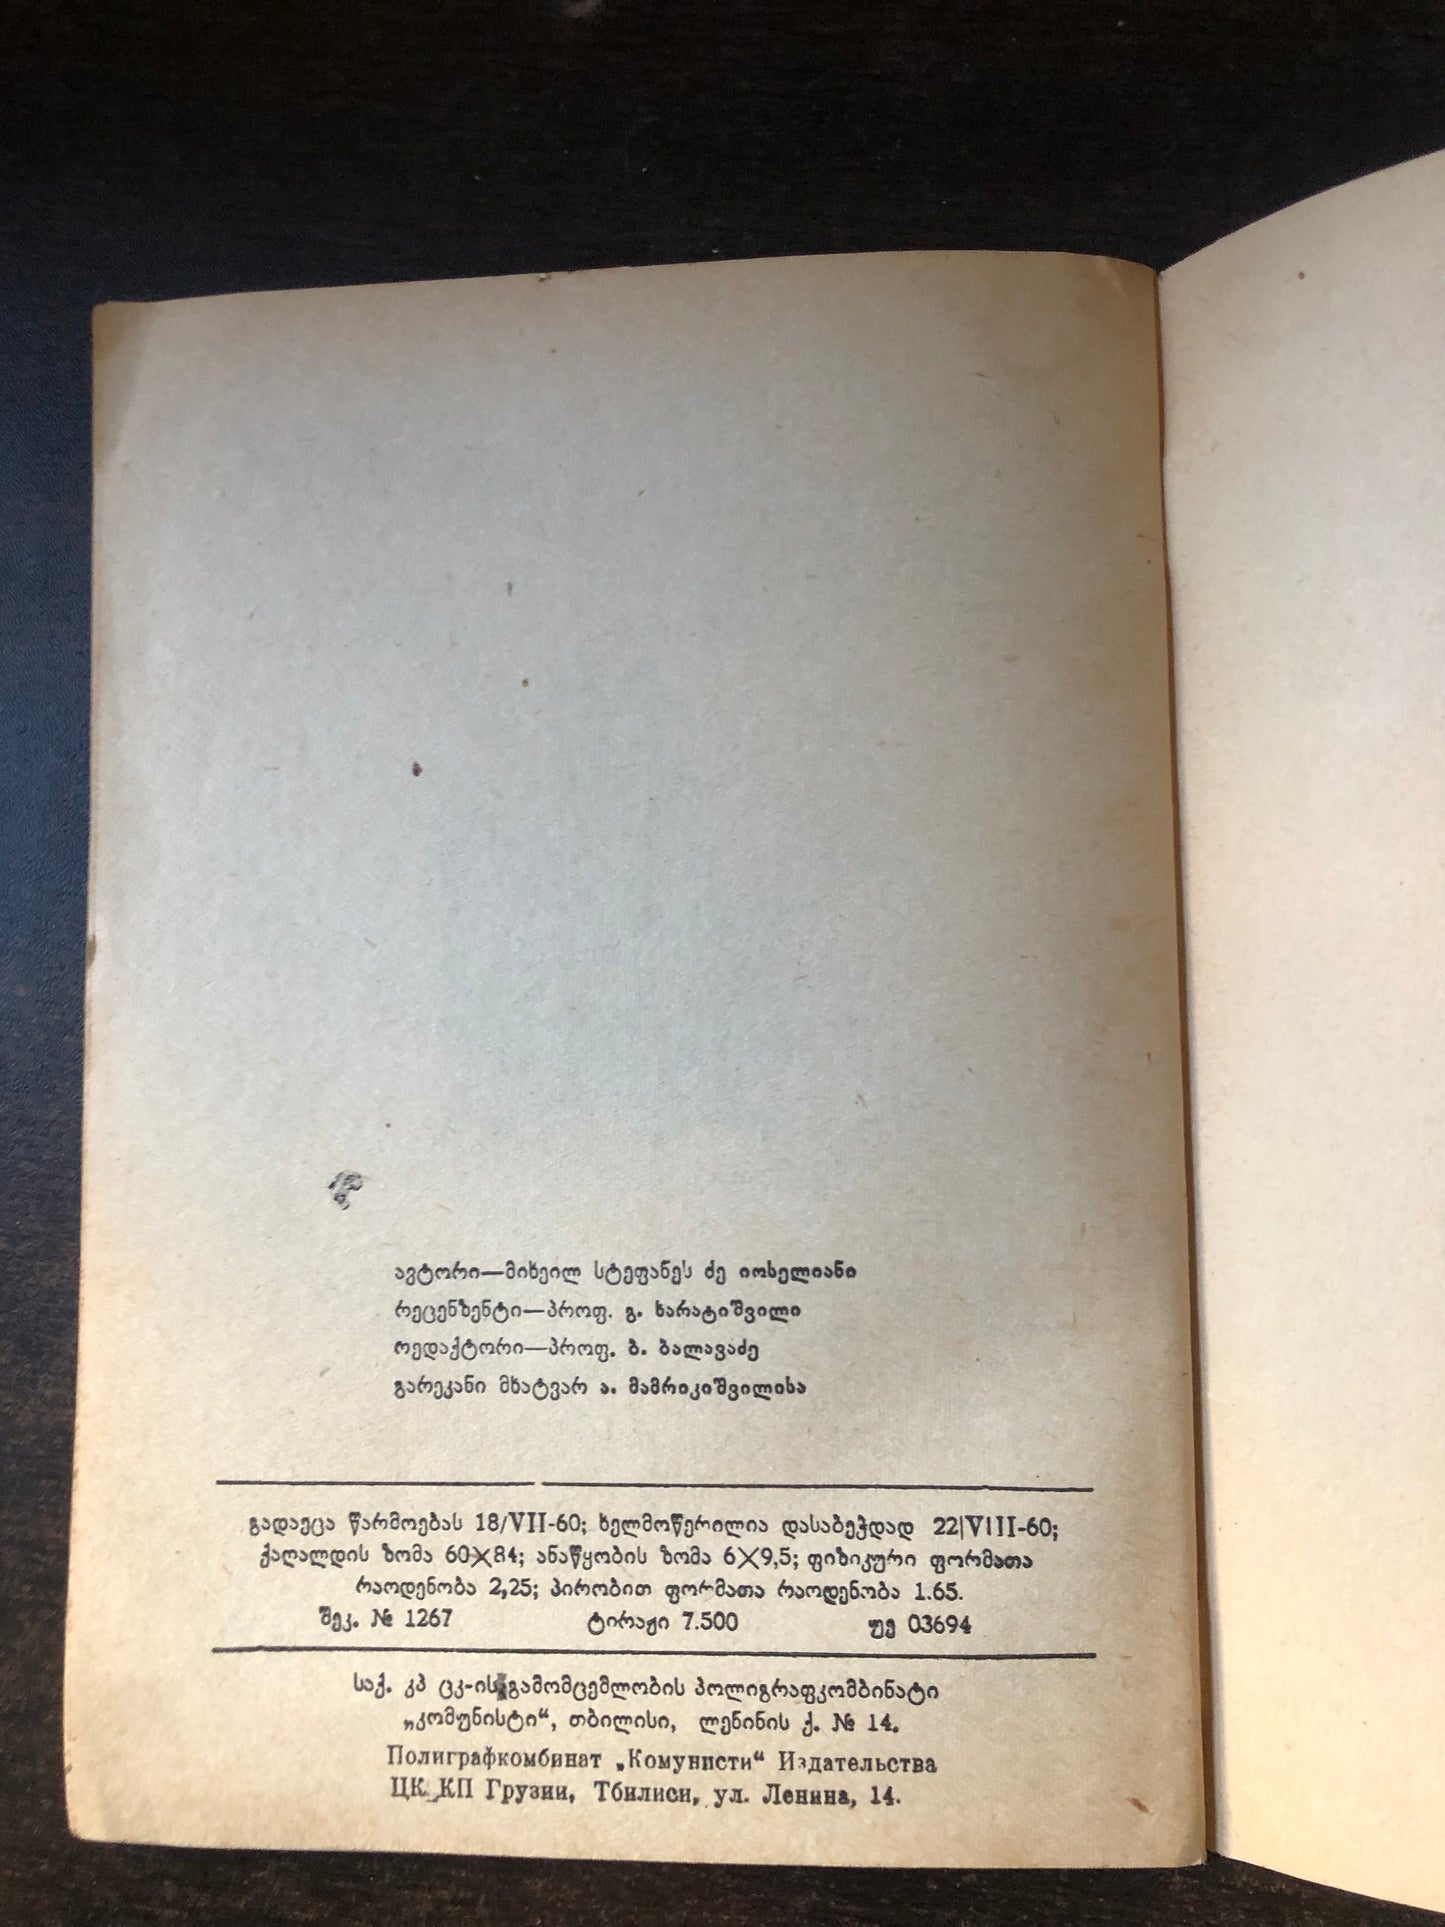 ავტორი—მიხეილ სტეფანეს ძე იოსელიანი
რეცენზენტი—პროფ. გ. ხარატიშვილი
რედაქტორი—პროფ. ბ. ბალავაძე
გარეკანი მხატვარ ა. მამრიკიშვილისა
გადაეცა წარმოებას 18/VII-60; ხელმოწერილია დასაბეჭდად 22|VIII-60;
ქაღალდის ზომა 60×84; ანაწყობის ზომა 6×9,5; ფიზიკური ფორმათა
რაოდენობა 2,25; პირობით ფორმათა რაოდენობა 1.65.
შეკ. № 1267 ტირაჟი 7.500 უე 03694
საქ. კპ ცკ-ის გამომცემლობის პოლიგრაფკომბინატი
„კომუნისტი“, თბილისი, ლენინის ქ. № 14.
Полиграфкомбинат „Комунисти“ Издательства
ЦК КП Грузии, Тбилиси, ул. Ленина, 14.